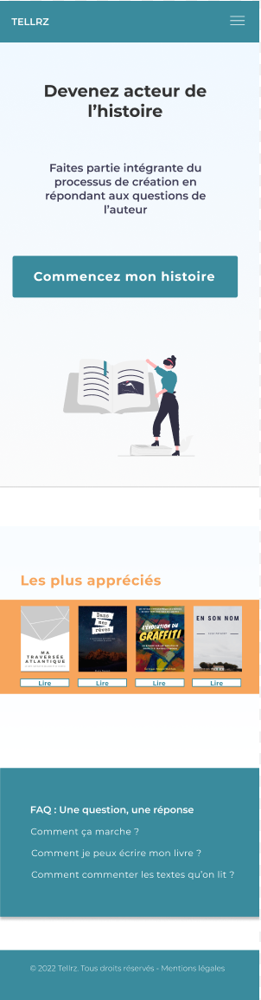 TELLRZ
Devenez acteur de
l’histoire
Faites partie intégrante du
processus de création en
répondant aux questions de
l’auteur
Commencez mon histoire
Les plus appréciés
MA
TRAVERSÉE
ATLANTIQUE
Dans
mes
rêves
L'ÉVOLUTION DU
GRAFFITI
EN SON NOM
Lire
Lire
Lire
Lire
FAQ : Une question, une réponse
Comment ça marche ?
Comment je peux écrire mon livre ?
Comment commenter les textes qu’on lit ?
© 2022 Tellrz. Tous droits réservés - Mentions légales